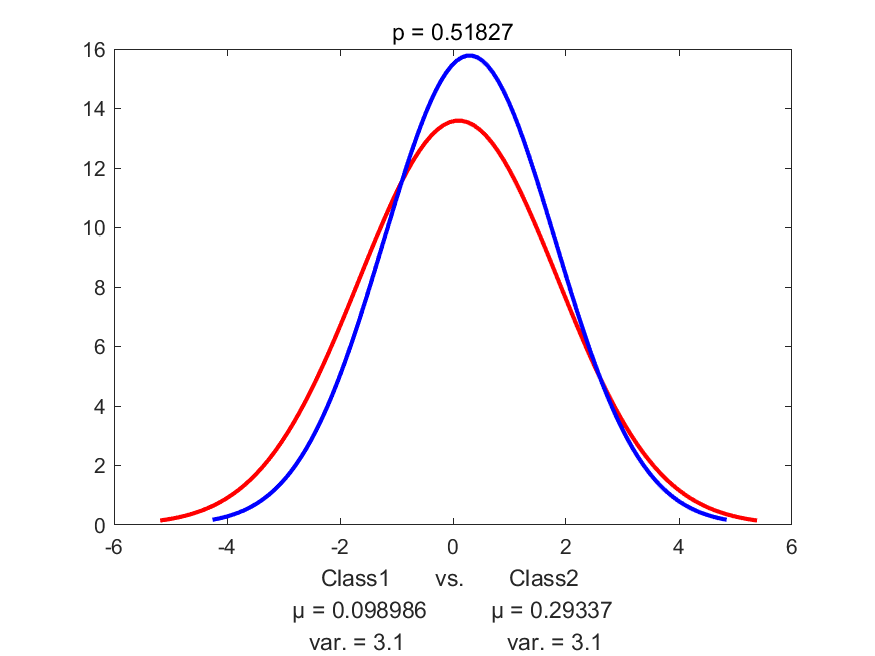 p = 0.51827
16
14
12
10
8
6
4
2
0
-6 -4 -2 0 2 4 6
Class1 vs. Class2
μ = 0.098986 μ = 0.29337
var. = 3.1 var. = 3.1